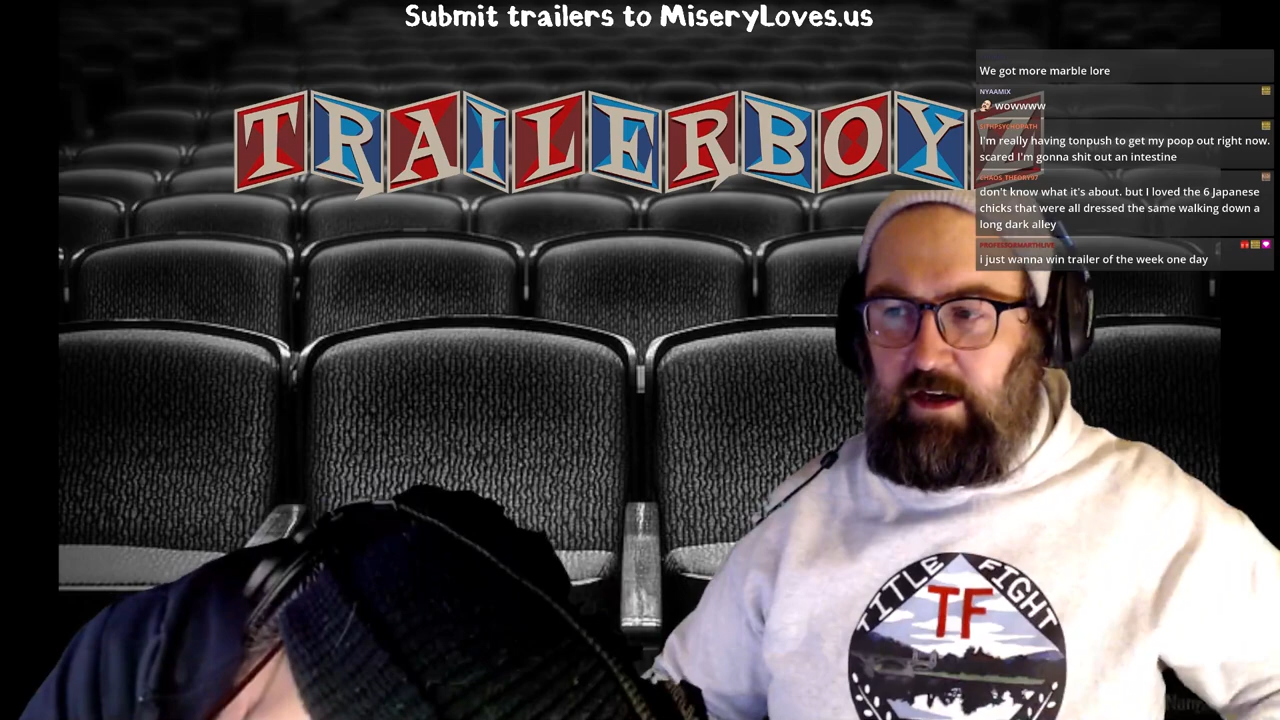 Submit trailers to MiseryLoves.us
TRAILERBOYZ
We got more marble lore
NYAAMIX
wowwww
I'm really having tonpush to get my poop out right now.
scared I'm gonna shit out an intestine
CHAOS_THEORY97
don't know what it's about. but I loved the 6 Japanese
chicks that were all dressed the same walking down a
long dark alley
PROFESSORMARTHLIVE
i just wanna win trailer of the week one day
TITLE FIGHT
TF